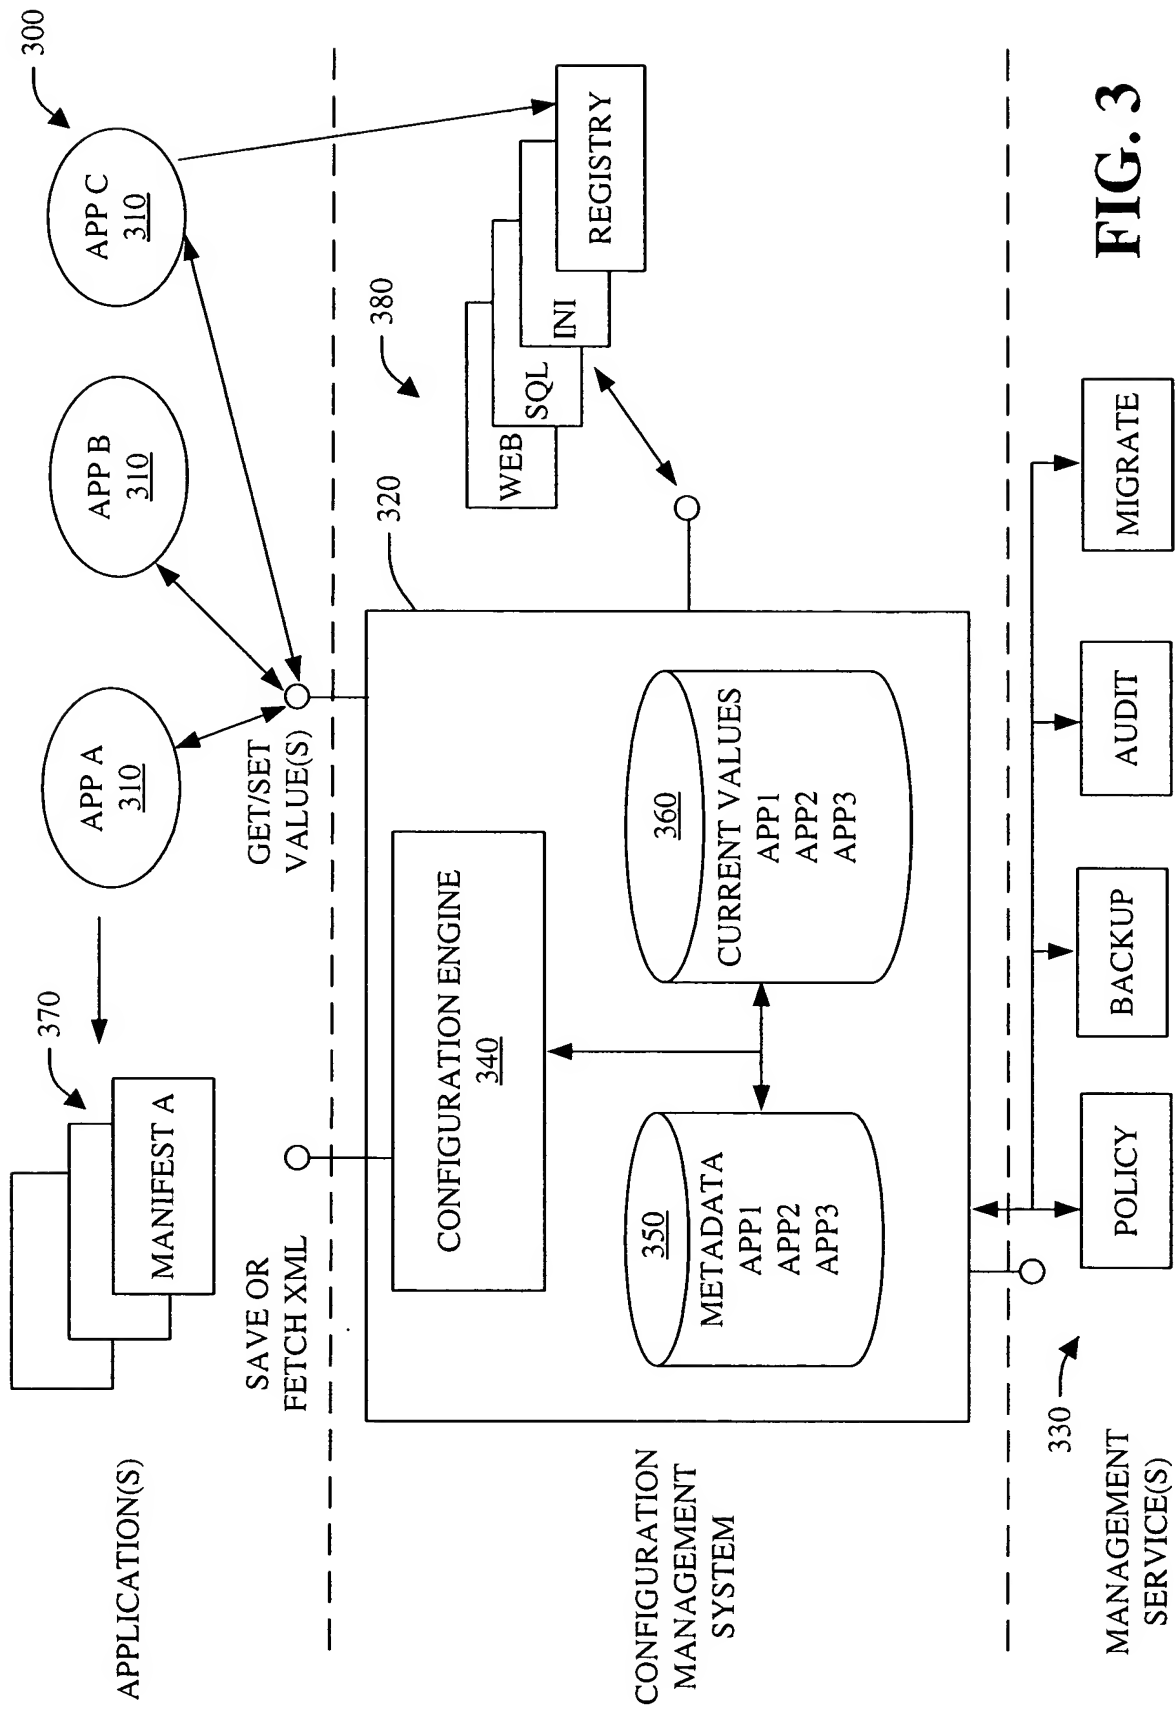 300
APPLICATION(S)
370
MANIFEST A
APP A
310
APP B
310
APP C
310
SAVE OR
FETCH XML
GET/SET
VALUE(S)
CONFIGURATION
MANAGEMENT
SYSTEM
320
CONFIGURATION ENGINE
340
350
METADATA
APP1
APP2
APP3
360
CURRENT VALUES
APP1
APP2
APP3
380
WEB
SQL
INI
REGISTRY
330
MANAGEMENT
SERVICE(S)
POLICY
BACKUP
AUDIT
MIGRATE
FIG. 3